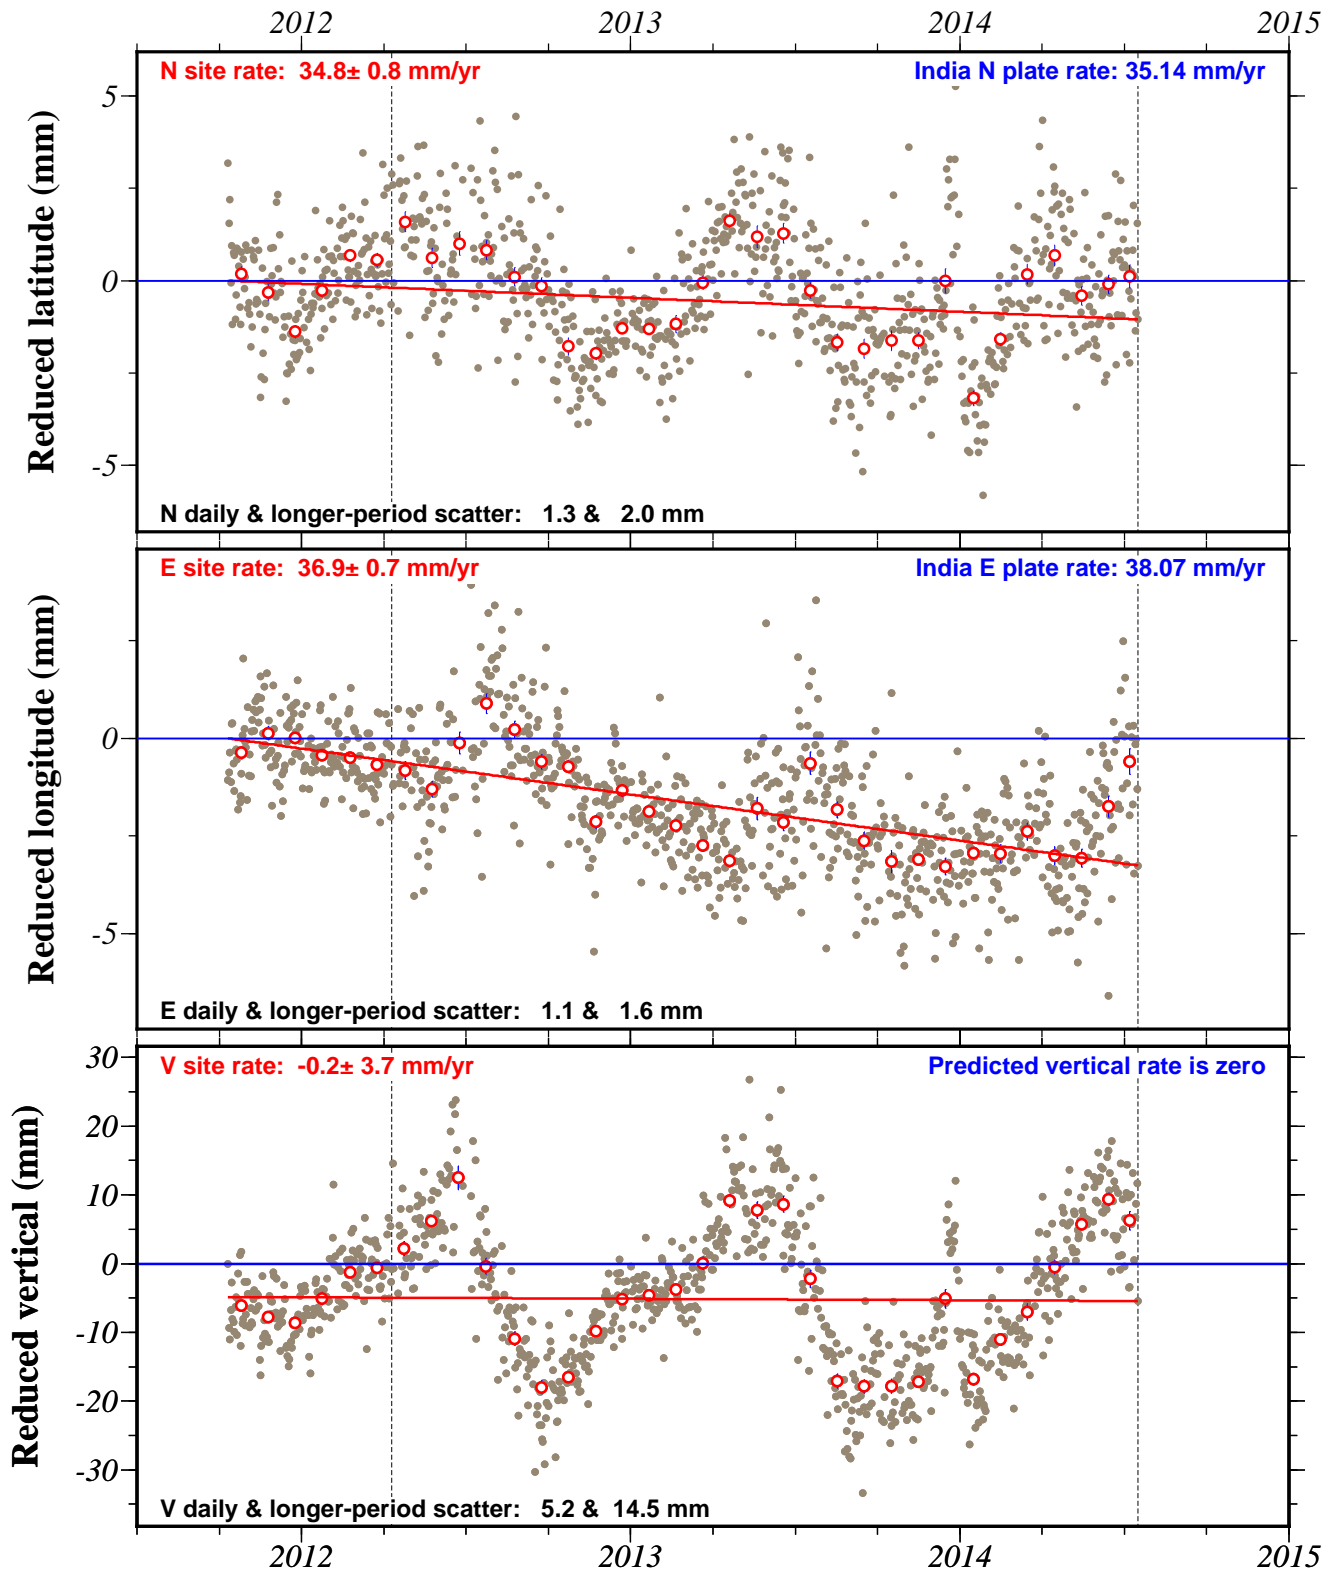 2012 2013 2014 2015
N site rate: 34.8± 0.8 mm/yr
India N plate rate: 35.14 mm/yr
5
0
-5
Reduced latitude (mm)
N daily & longer-period scatter: 1.3 & 2.0 mm
E site rate: 36.9± 0.7 mm/yr
India E plate rate: 38.07 mm/yr
0
-5
Reduced longitude (mm)
E daily & longer-period scatter: 1.1 & 1.6 mm
V site rate: -0.2± 3.7 mm/yr
Predicted vertical rate is zero
30
20
10
0
-10
-20
-30
Reduced vertical (mm)
V daily & longer-period scatter: 5.2 & 14.5 mm
2012 2013 2014 2015